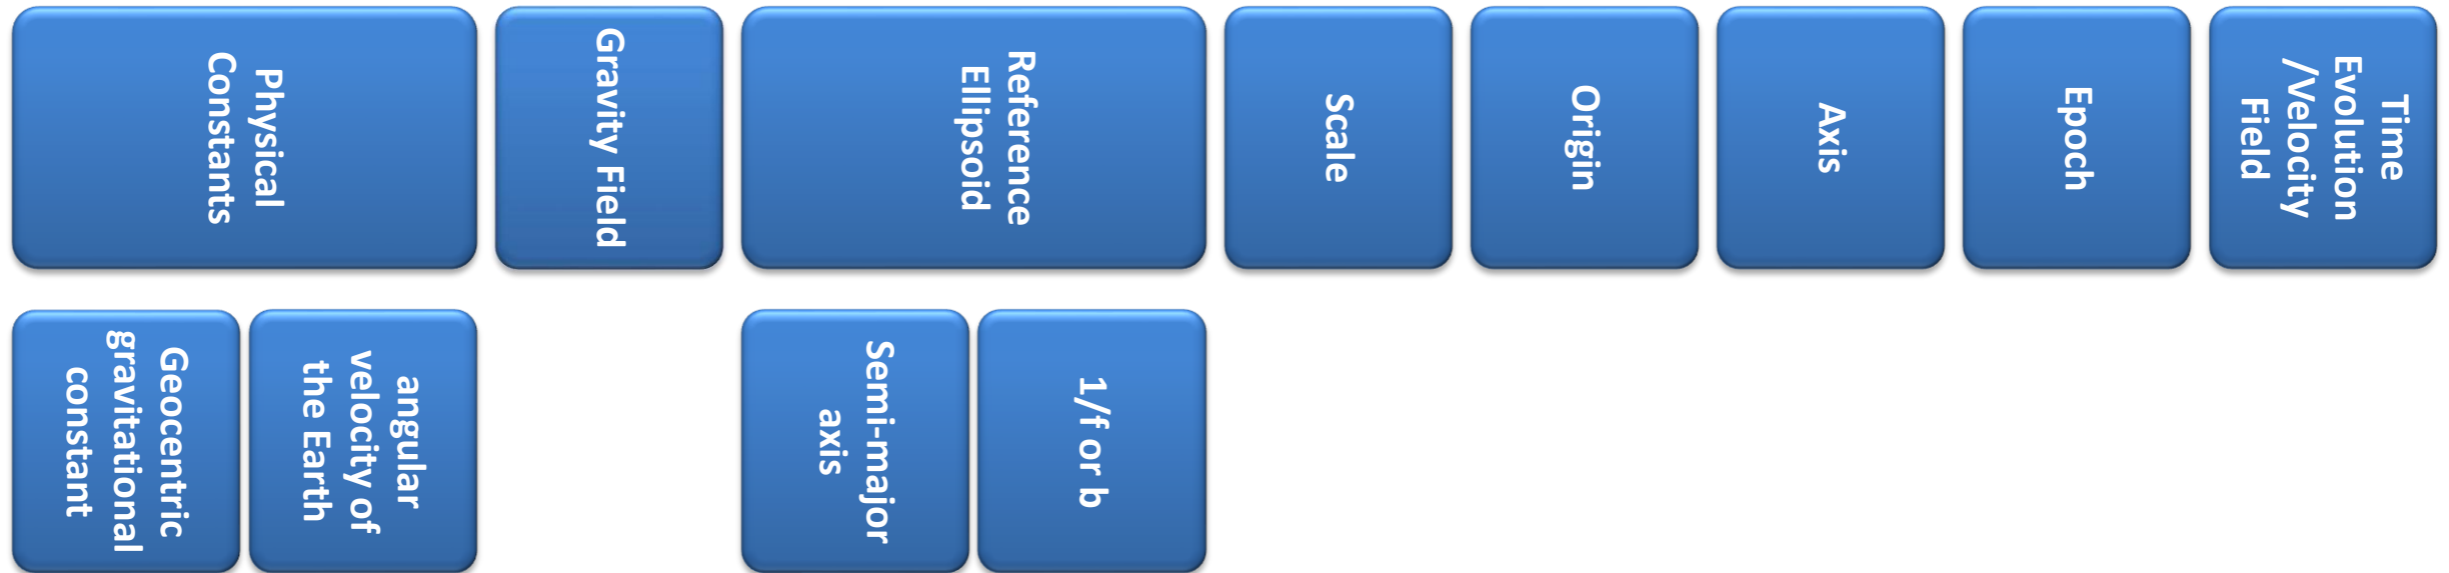 Physical
Constants
Gravity Field
Reference
Ellipsoid
Scale
Origin
Axis
Epoch
Time
Evolution
/Velocity
Field
Geocentric
gravitational
constant
angular
velocity of
the Earth
Semi-major
axis
1/f or b